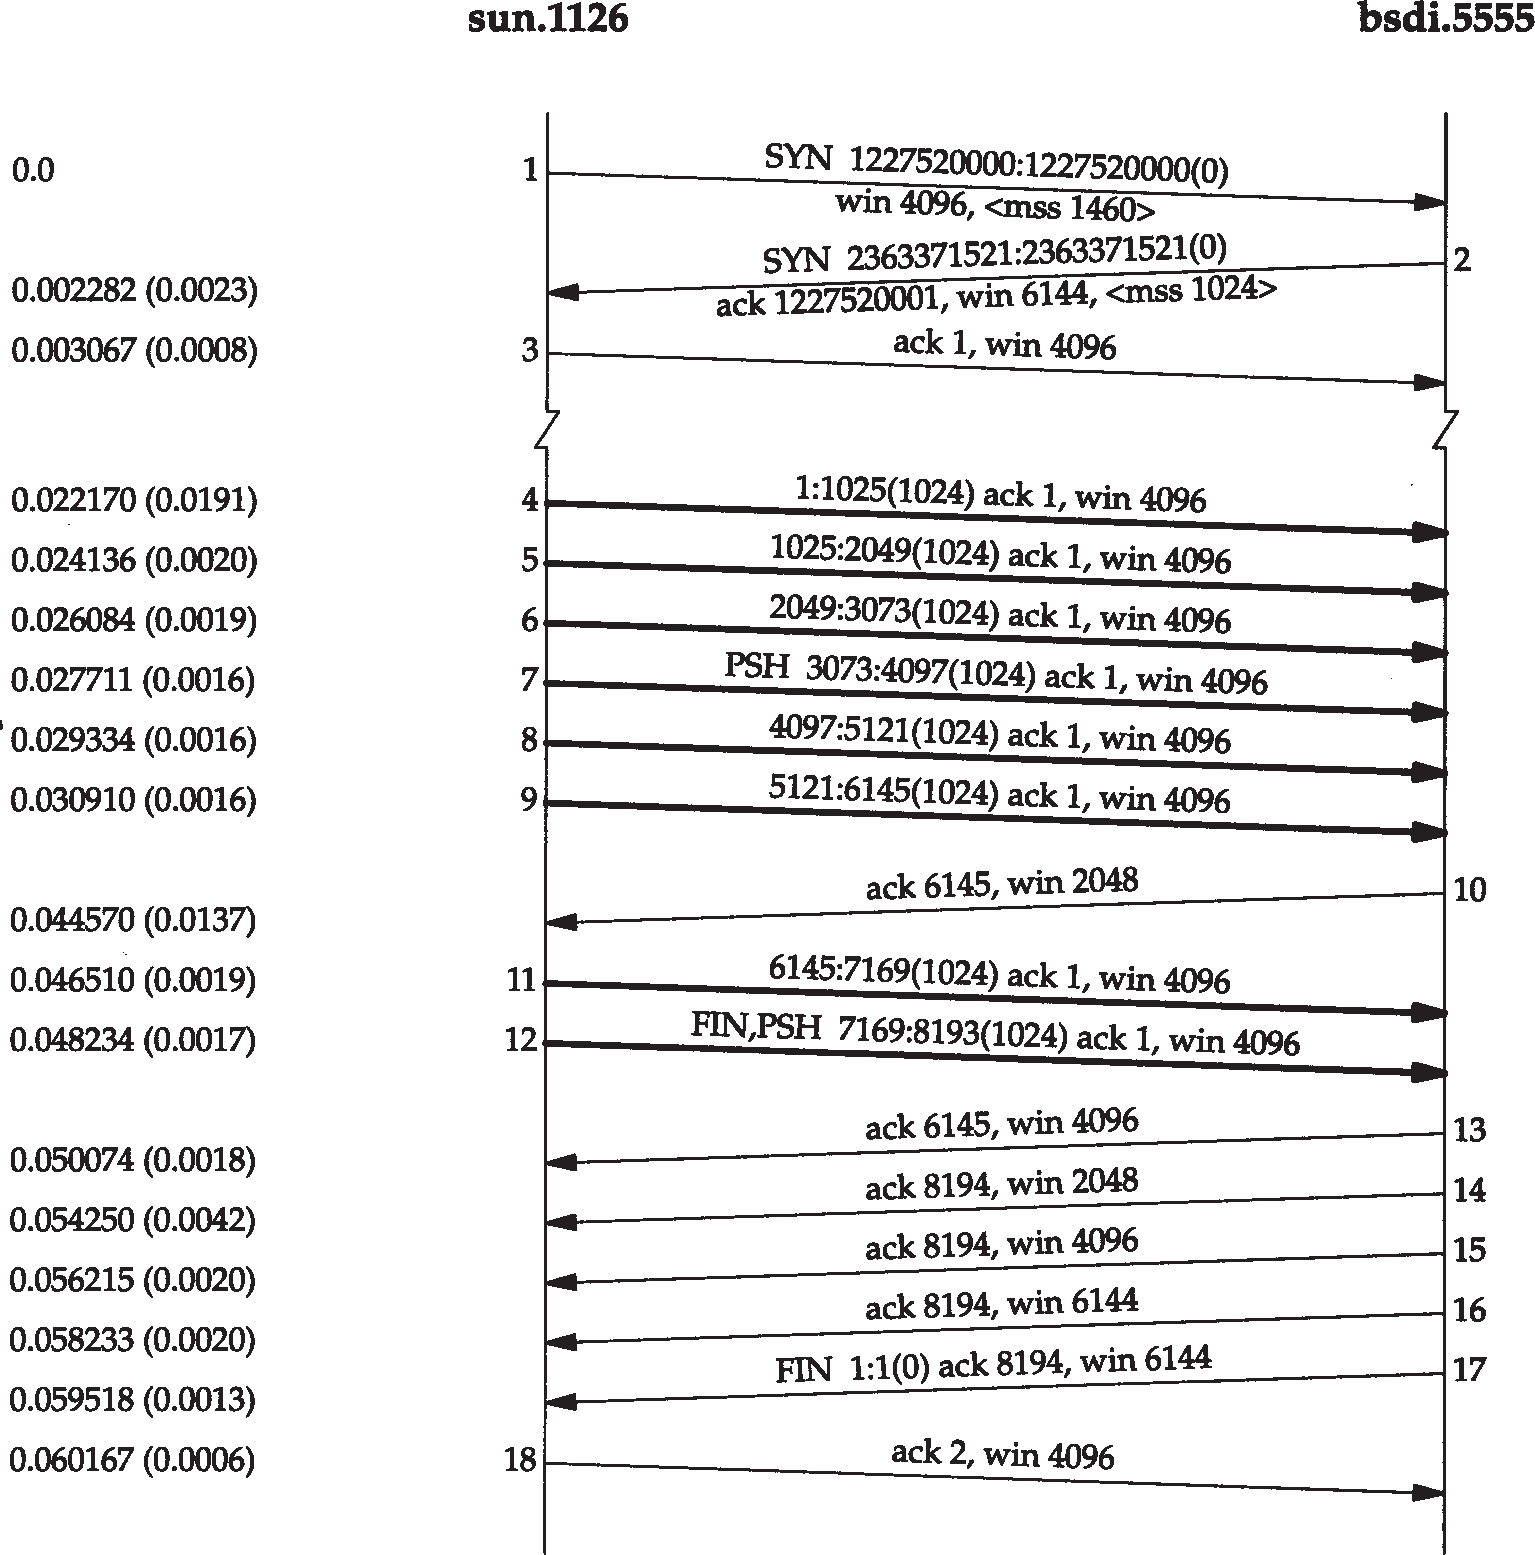 sun.1126 bsdi.5555
0.0 1 SYN 1227520000:1227520000(0)
win 4096, <mss 1460>
SYN 2363371521:2363371521(0) 2
0.002282 (0.0023) ack 1227520001, win 6144, <mss 1024>
0.003067 (0.0008) 3 ack 1, win 4096
0.022170 (0.0191) 4 1:1025(1024) ack 1, win 4096
0.024136 (0.0020) 5 1025:2049(1024) ack 1, win 4096
0.026084 (0.0019) 6 2049:3073(1024) ack 1, win 4096
0.027711 (0.0016) 7 PSH 3073:4097(1024) ack 1, win 4096
0.029334 (0.0016) 8 4097:5121(1024) ack 1, win 4096
0.030910 (0.0016) 9 5121:6145(1024) ack 1, win 4096
ack 6145, win 2048 10
0.044570 (0.0137)
0.046510 (0.0019) 11 6145:7169(1024) ack 1, win 4096
0.048234 (0.0017) 12 FIN,PSH 7169:8193(1024) ack 1, win 4096
ack 6145, win 4096 13
0.050074 (0.0018)
ack 8194, win 2048 14
0.054250 (0.0042)
ack 8194, win 4096 15
0.056215 (0.0020)
ack 8194, win 6144 16
0.058233 (0.0020)
FIN 1:1(0) ack 8194, win 6144 17
0.059518 (0.0013)
0.060167 (0.0006) 18 ack 2, win 4096